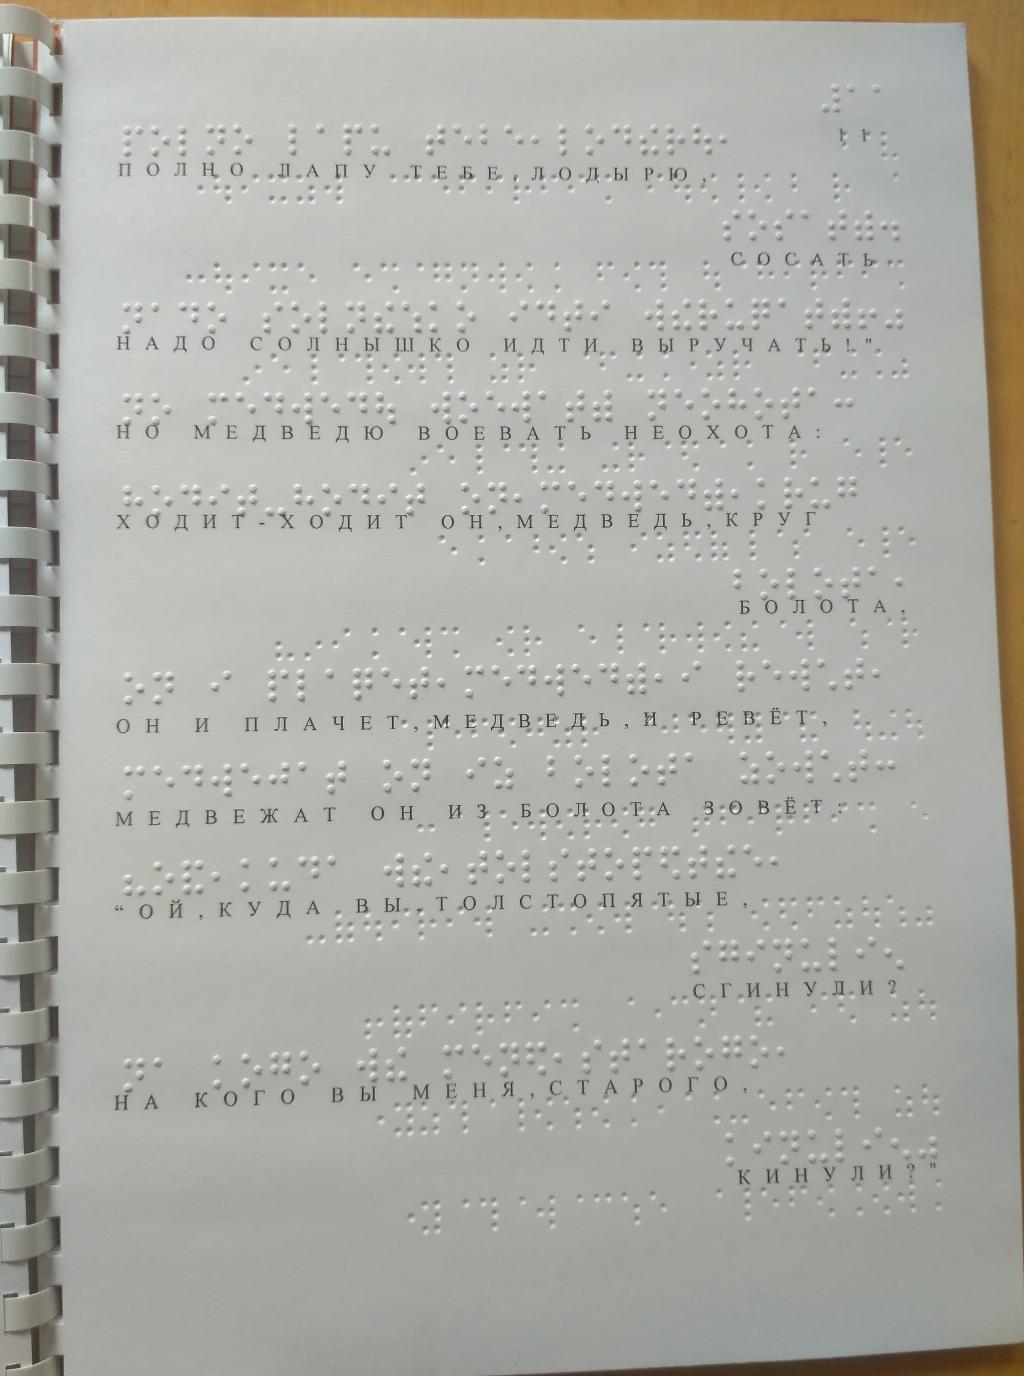 11
ПОЛНО ЛАПУ ТЕБЕ,ЛОДЫРЮ,
СОСАТЬ.
НАДО СОЛНЫШКО ИДТИ ВЫРУЧАТЬ!"
НО МЕДВЕДЮ ВОЕВАТЬ НЕОХОТА:
ХОДИТ-ХОДИТ ОН,МЕДВЕДЬ,КРУГ
БОЛОТА,
ОН И ПЛАЧЕТ,МЕДВЕДЬ,И РЕВЁТ,
МЕДВЕЖАТ ОН ИЗ БОЛОТА ЗОВЁТ:
“ОЙ,КУДА ВЫ,ТОЛСТОПЯТЫЕ,
СГИНУЛИ?
НА КОГО ВЫ МЕНЯ,СТАРОГО,
КИНУЛИ?"